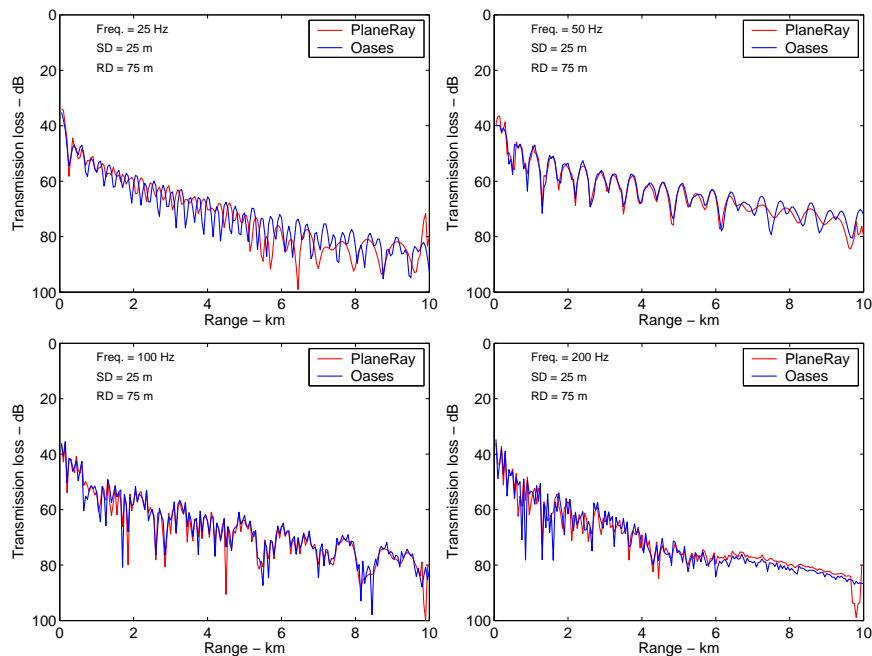 0
20
40
60
80
100
0
2
4
6
8
10
Transmission loss – dB
Range – km
Freq. = 25 Hz
SD = 25 m
RD = 75 m
PlaneRay
Oases
0
20
40
60
80
100
0
2
4
6
8
10
Transmission loss – dB
Range – km
Freq. = 50 Hz
SD = 25 m
RD = 75 m
PlaneRay
Oases
0
20
40
60
80
100
0
2
4
6
8
10
Transmission loss – dB
Range – km
Freq. = 100 Hz
SD = 25 m
RD = 75 m
PlaneRay
Oases
0
20
40
60
80
100
0
2
4
6
8
10
Transmission loss – dB
Range – km
Freq. = 200 Hz
SD = 25 m
RD = 75 m
PlaneRay
Oases